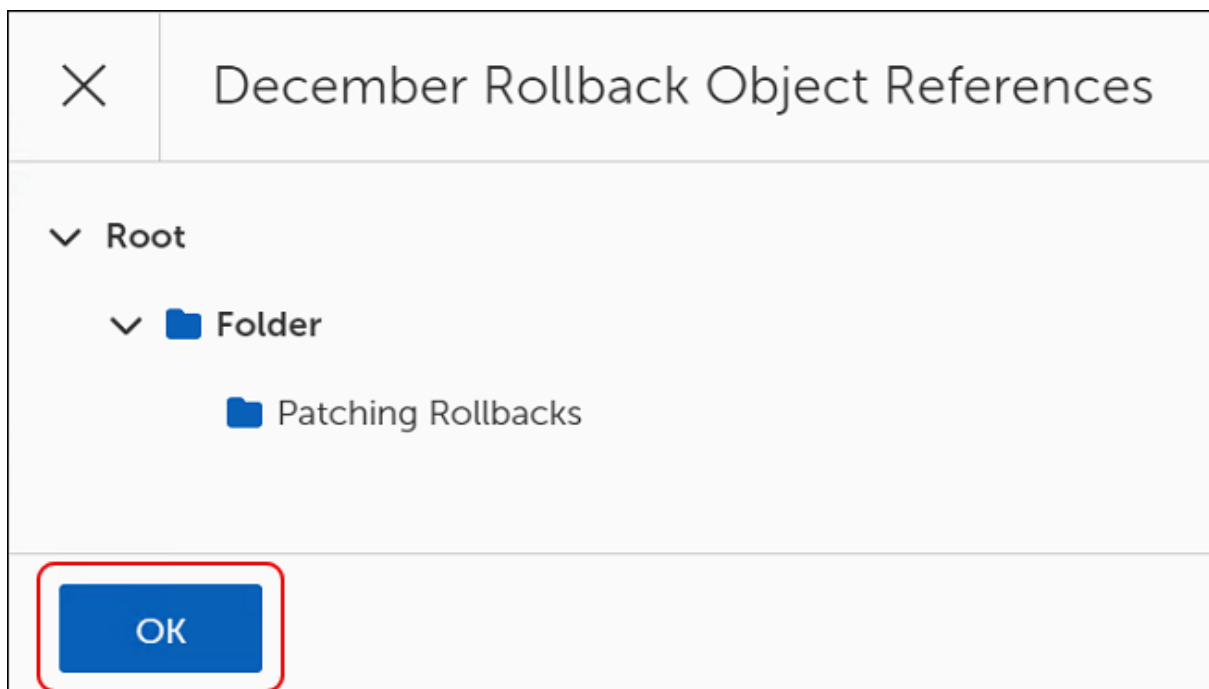 December Rollback Object References
Root
Folder
Patching Rollbacks
OK